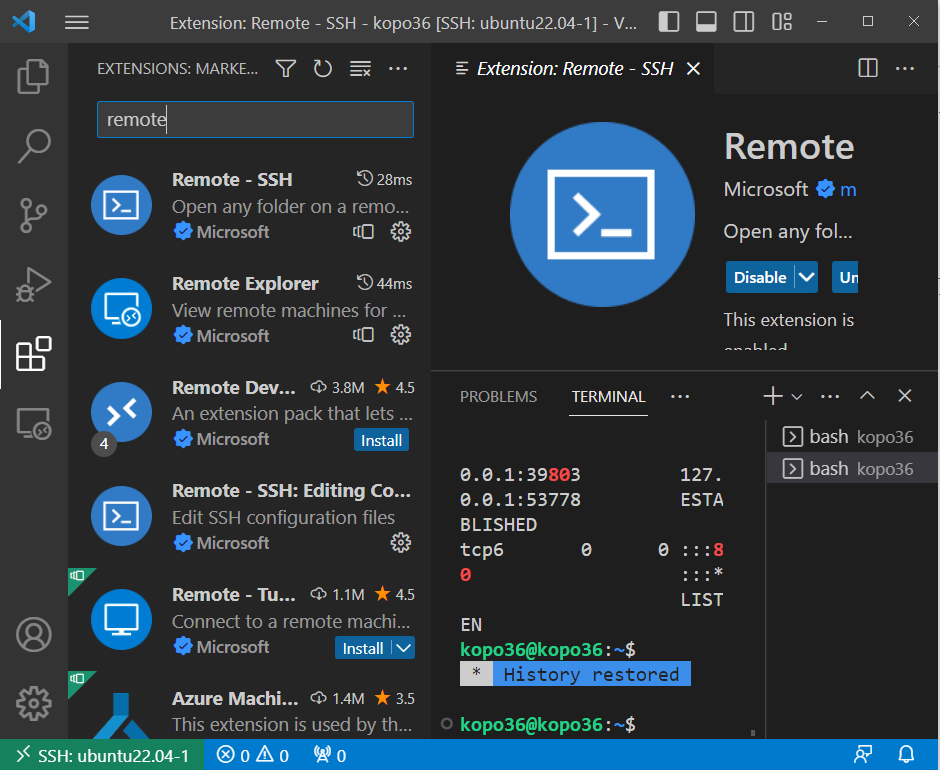 Extension: Remote - SSH - kopo36 [SSH: ubuntu22.04-1] - V...
EXTENSIONS: MARKE...
remote
Remote - SSH
28ms
Open any folder on a remo...
Microsoft
Remote Explorer
44ms
View remote machines for ...
Microsoft
Remote Dev...
3.8M
4.5
An extension pack that lets ...
4
Microsoft
Install
Remote - SSH: Editing Co...
Edit SSH configuration files
Microsoft
Remote - Tu...
1.1M
4.5
Connect to a remote machi...
Microsoft
Install
Azure Machi...
1.4M
3.5
This extension is used by th...
Extension: Remote - SSH
Remote
Microsoft
m
Open any fol...
Disable
Un
This extension is
enabled
PROBLEMS
TERMINAL
0.0.1:39803 127.
0.0.1:53778 ESTA
BLISHED
tcp6 0 0 :::8
0 :::*
LIST
EN
kopo36@kopo36:~$
* History restored
kopo36@kopo36:~$
bash kopo36
bash kopo36
SSH: ubuntu22.04-1
0
0
0